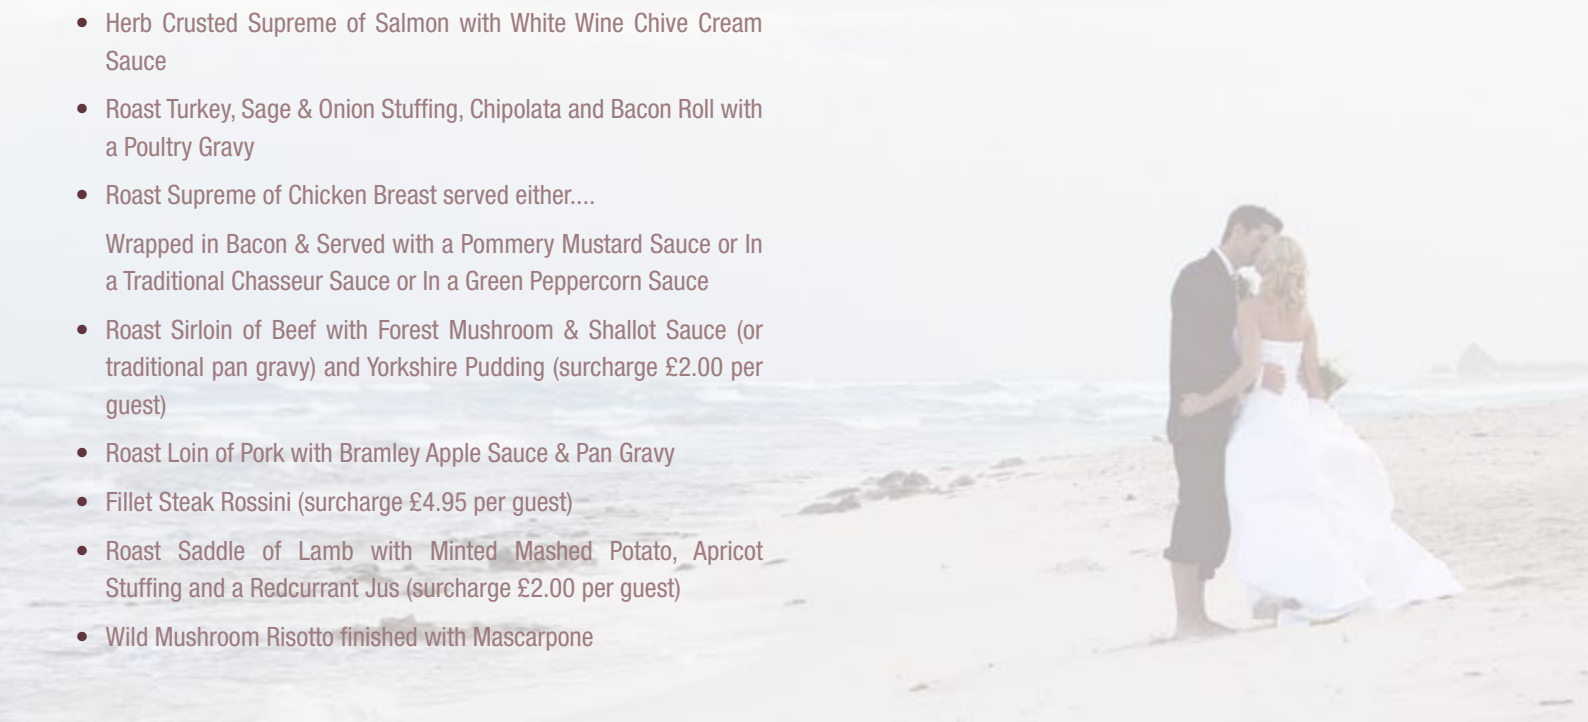 • Herb Crusted Supreme of Salmon with White Wine Chive Cream
Sauce
• Roast Turkey, Sage & Onion Stuffing, Chipolata and Bacon Roll with
a Poultry Gravy
• Roast Supreme of Chicken Breast served either....
Wrapped in Bacon & Served with a Pommery Mustard Sauce or In
a Traditional Chasseur Sauce or In a Green Peppercorn Sauce
• Roast Sirloin of Beef with Forest Mushroom & Shallot Sauce (or
traditional pan gravy) and Yorkshire Pudding (surcharge £2.00 per
guest)
• Roast Loin of Pork with Bramley Apple Sauce & Pan Gravy
• Fillet Steak Rossini (surcharge £4.95 per guest)
• Roast Saddle of Lamb with Minted Mashed Potato, Apricot
Stuffing and a Redcurrant Jus (surcharge £2.00 per guest)
• Wild Mushroom Risotto finished with Mascarpone